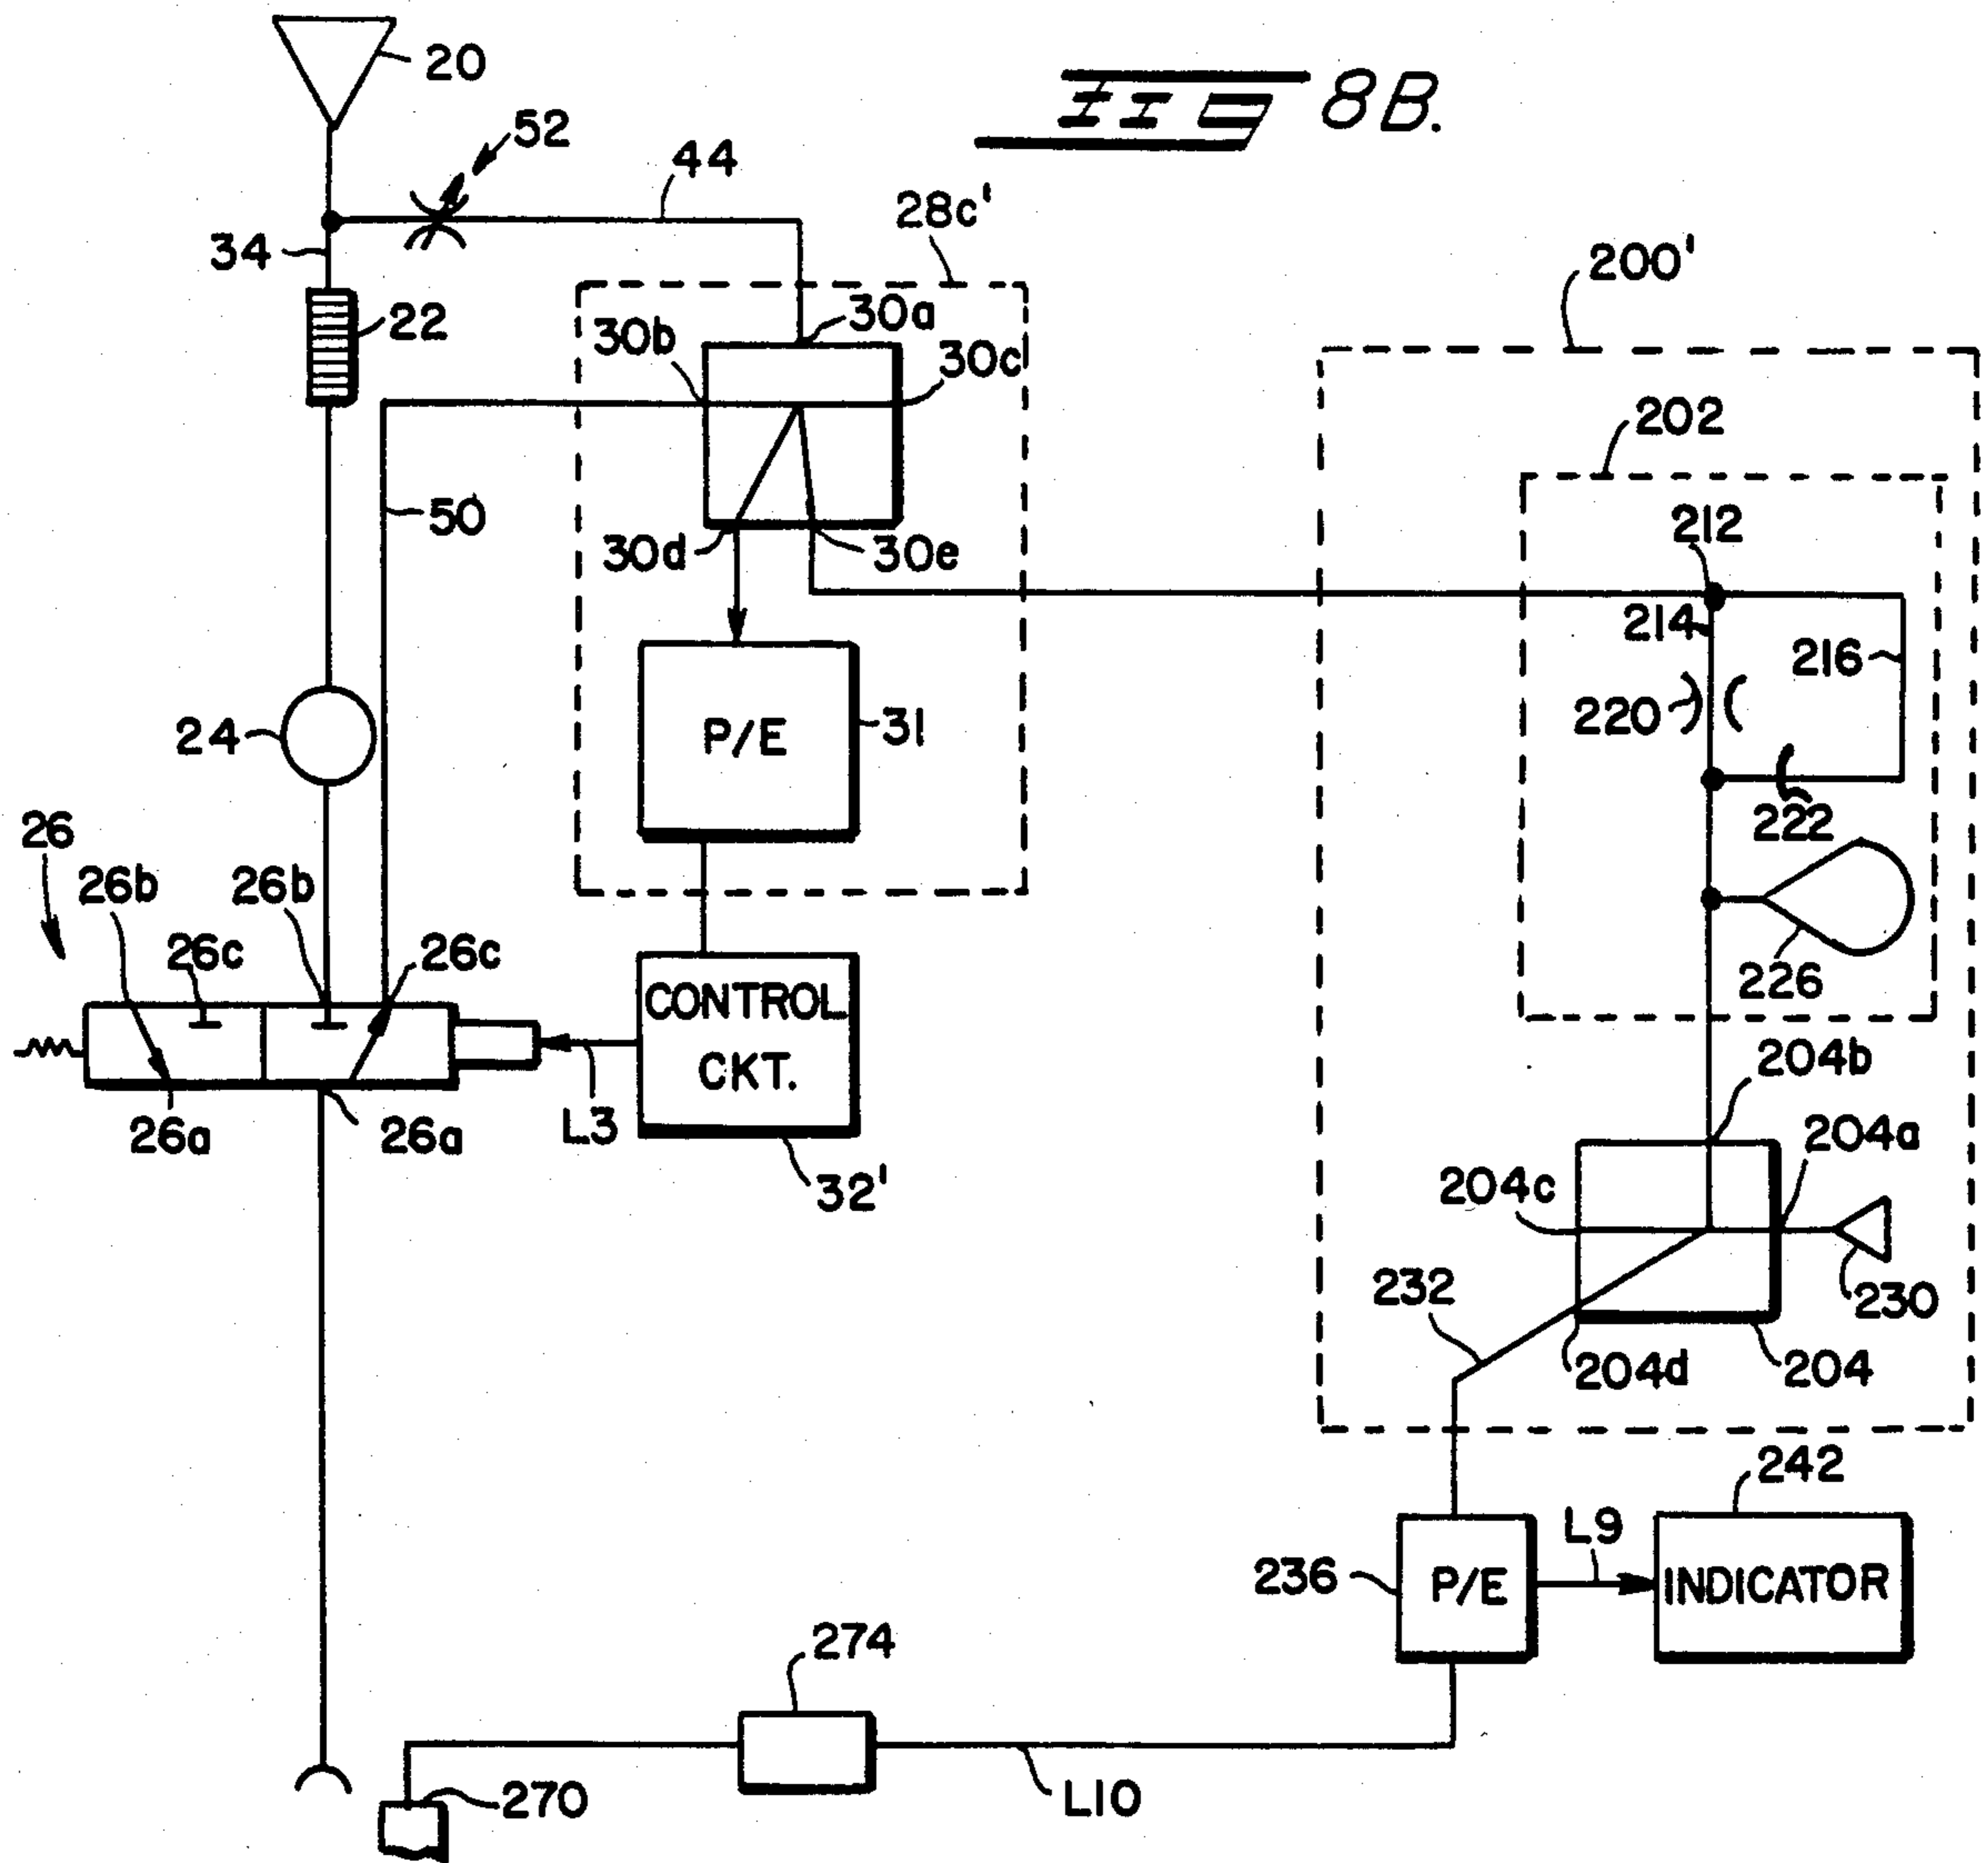 FIG 8B.
20
52
44
34
28c'
200'
22
30a
30b
30c
202
50
212
30d
30e
214
216
31
P/E
220
24
222
26
26b
26b
26c
26c
226
CONTROL
CKT.
204b
L3
26a
26a
204a
32'
204c
232
230
204d
204
242
L9
236
P/E
INDICATOR
274
270
L10